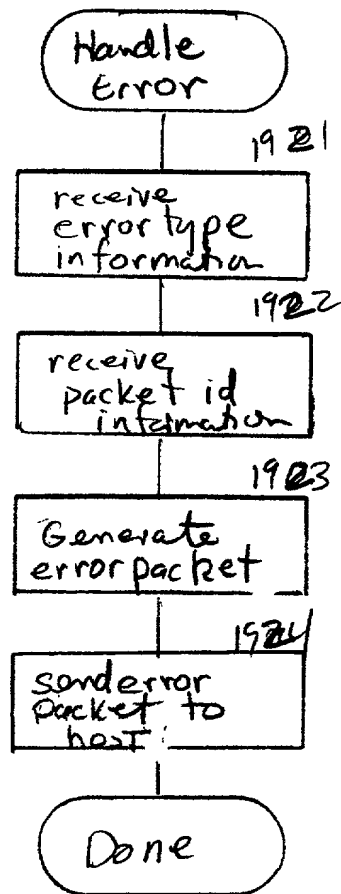 Handle
Error
1921
receive
error type
information
1922
receive
packet id
information
1923
Generate
error packet
1924
send error
packet to
host
Done